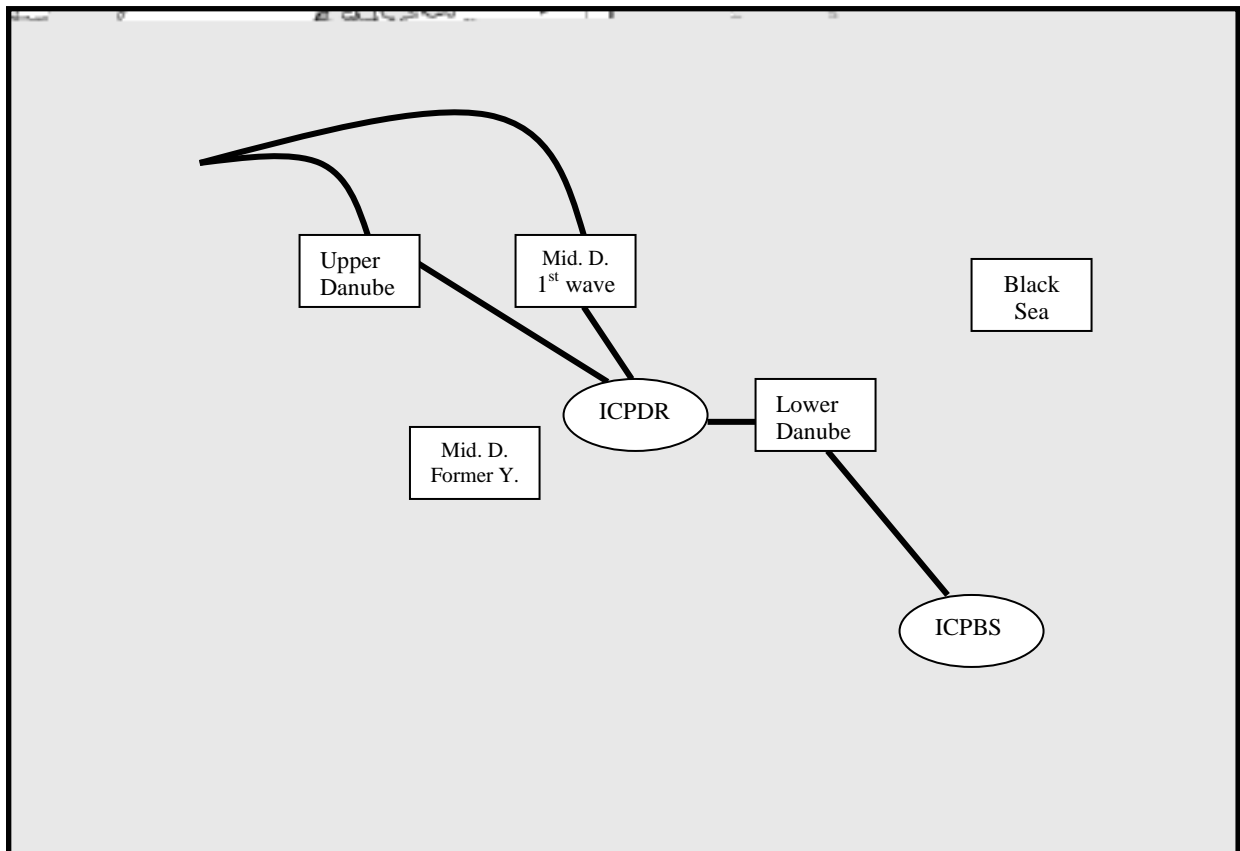 Upper
Danube
Mid. D.
1st wave
Black
Sea
ICPDR
Lower
Danube
Mid. D.
Former Y.
ICPBS